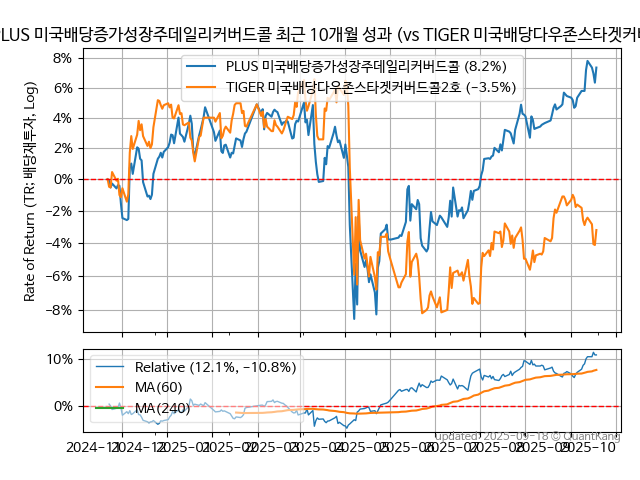 PLUS 미국배당증가성장주데일리커버드콜 최근 10개월 성과 (vs TIGER 미국배당다우존스타겟커버
8%
6%
4%
2%
0%
−2%
−4%
−6%
−8%
Rate of Return (TR: 배당재투자, Log)
PLUS 미국배당증가성장주데일리커버드콜 (8.2%)
TIGER 미국배당다우존스타겟커버드콜2호 (−3.5%)
10%
0%
Relative (12.1%, −10.8%)
MA(60)
MA(240)
updated: 2025-09-18 © QuantKang
2024−11
2024−12
2025−01
2025−02
2025−03
2025−04
2025−05
2025−06
2025−07
2025−08
2025−09
2025−10